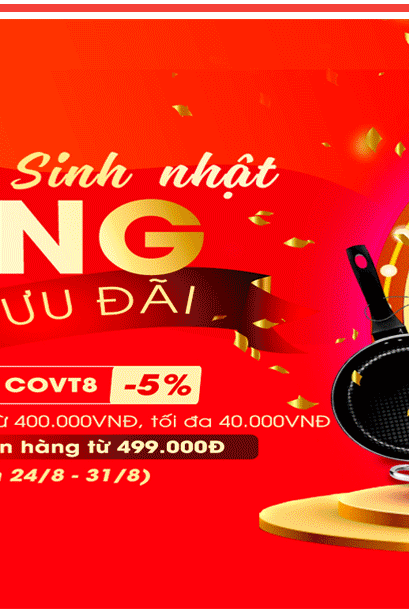 Sinh nhật
NG
ƯU ĐÃI
COVT8 -5%
400.000VNĐ, tối đa 40.000VNĐ
hàng từ 499.000Đ
24/8 - 31/8)